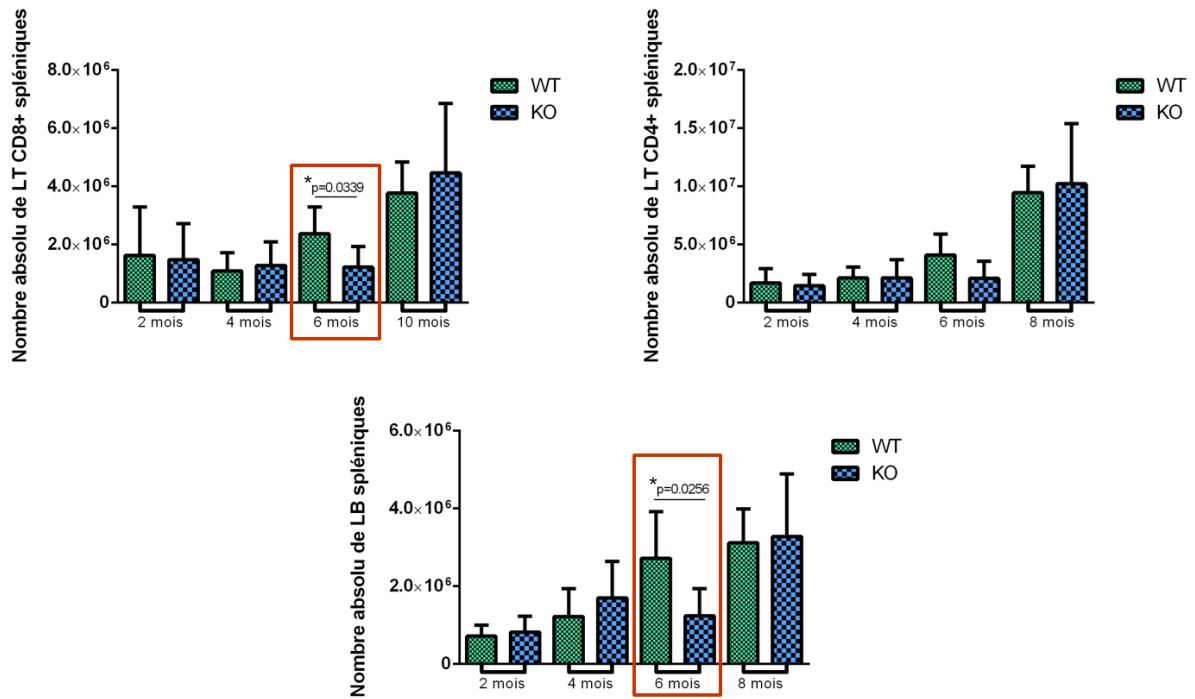 Nombre absolu de LT CD8+ spléniques
8.0×10⁶
6.0×10⁶
4.0×10⁶
2.0×10⁶
0
*p=0.0339
2 mois
4 mois
6 mois
10 mois
WT
KO
Nombre absolu de LT CD4+ spléniques
2.0×10⁷
1.5×10⁷
1.0×10⁷
5.0×10⁶
0
2 mois
4 mois
6 mois
8 mois
WT
KO
Nombre absolu de LB spléniques
6.0×10⁶
4.0×10⁶
2.0×10⁶
0
*p=0.0256
2 mois
4 mois
6 mois
8 mois
WT
KO